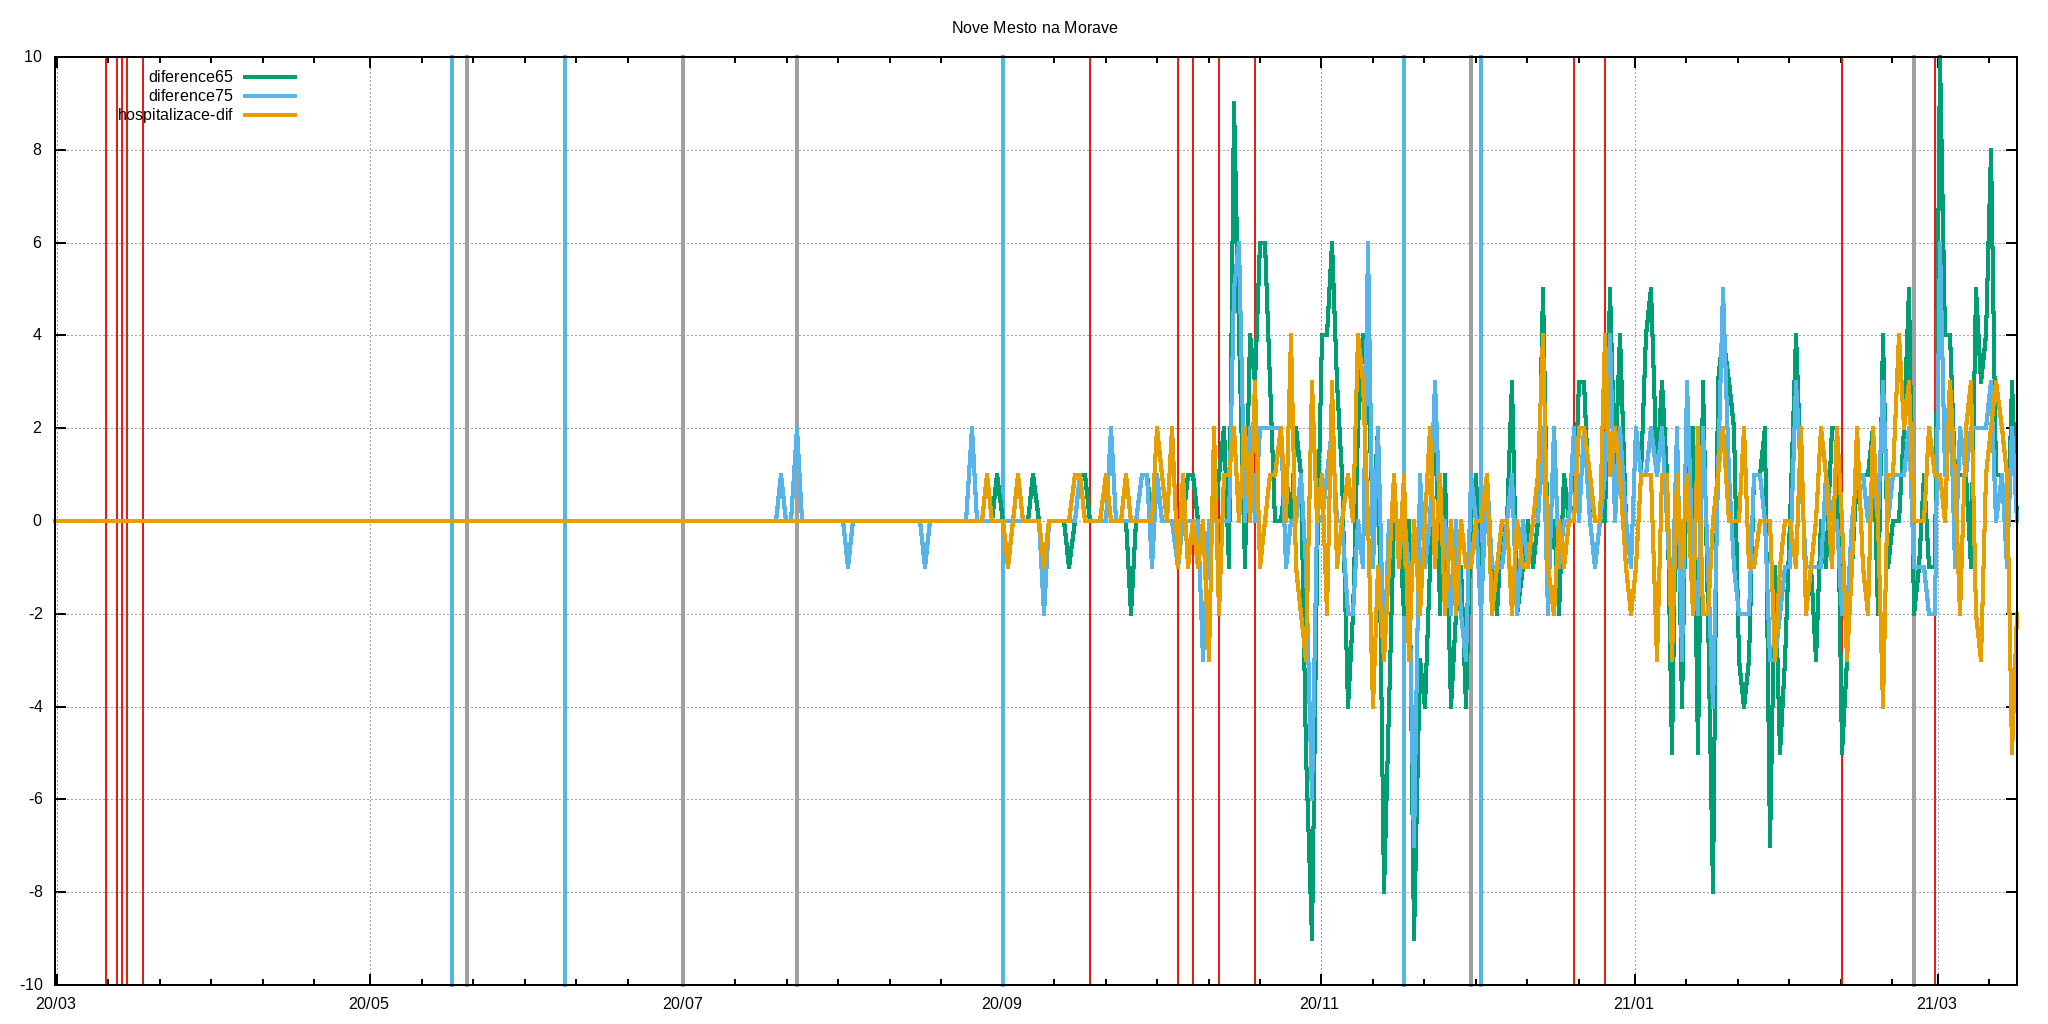 Nove Mesto na Morave
10
8
6
4
2
0
-2
-4
-6
-8
-10
diference65
diference75
hospitalizace-dif
20/03 20/05 20/07 20/09 20/11 21/01 21/03